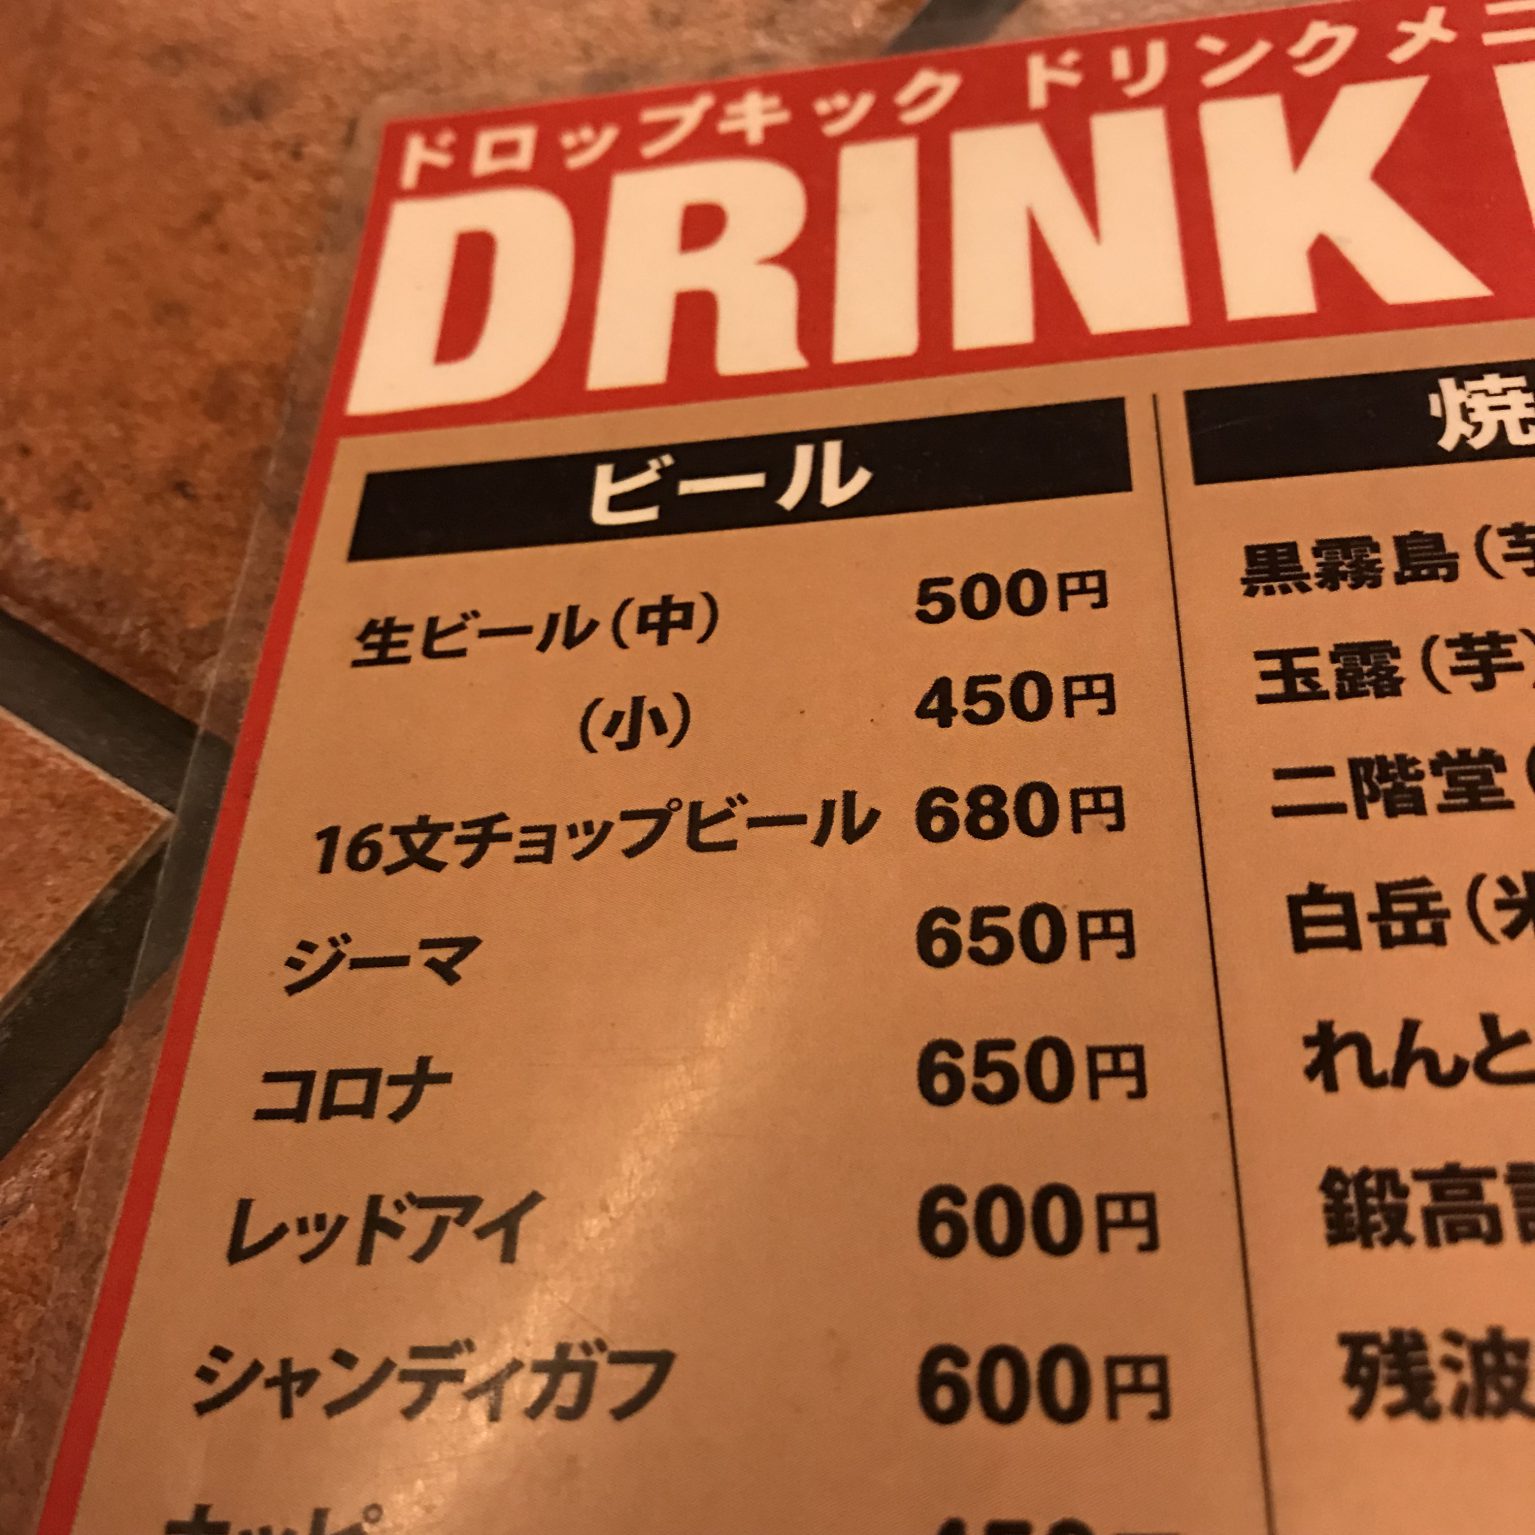 ドロップキック ドリンクメニ
DRINK
ビール
生ビール(中) 500円
(小) 450円
16文チョップビール 680円
ジーマ 650円
コロナ 650円
レッドアイ 600円
シャンディガフ 600円
焼
黒霧島(芋
玉露(芋)
二階堂(
白岳(米
れんと
鍛高
残波